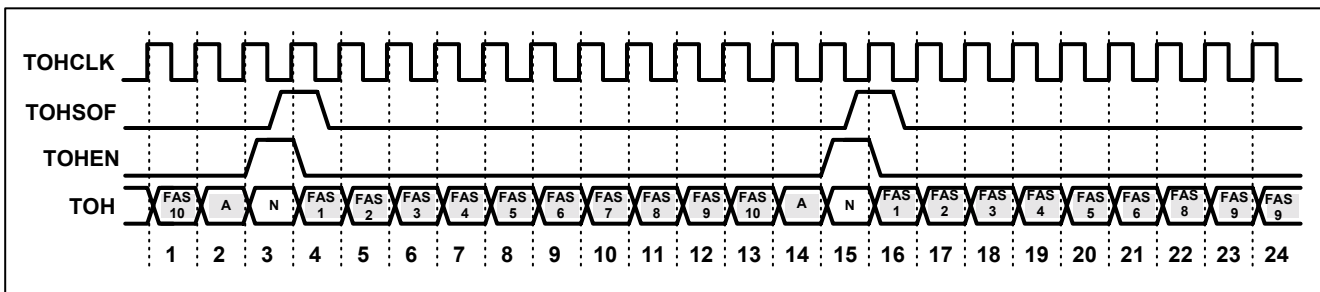 TOHCLK
TOHSOF
TOHEN
TOH FAS 10 A N FAS 1 FAS 2 FAS 3 FAS 4 FAS 5 FAS 6 FAS 7 FAS 8 FAS 9 FAS 10 A N FAS 1 FAS 2 FAS 3 FAS 4 FAS 5 FAS 6 FAS 8 FAS 9 FAS 9
1 2 3 4 5 6 7 8 9 10 11 12 13 14 15 16 17 18 19 20 21 22 23 24